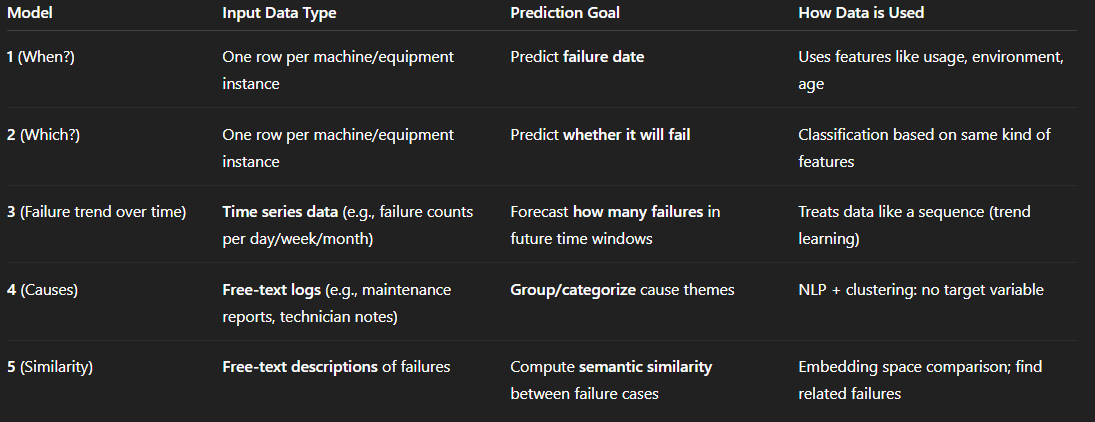 Model Input Data Type Prediction Goal How Data is Used
1 (When?) One row per machine/equipment Predict failure date Uses features like usage, environment,
instance age
2 (Which?) One row per machine/equipment Predict whether it will fail Classification based on same kind of
instance features
3 (Failure trend over time) Time series data (e.g., failure counts Forecast how many failures in Treats data like a sequence (trend
per day/week/month) future time windows learning)
4 (Causes) Free-text logs (e.g., maintenance Group/categorize cause themes NLP + clustering: no target variable
reports, technician notes)
5 (Similarity) Free-text descriptions of failures Compute semantic similarity Embedding space comparison; find
between failure cases related failures